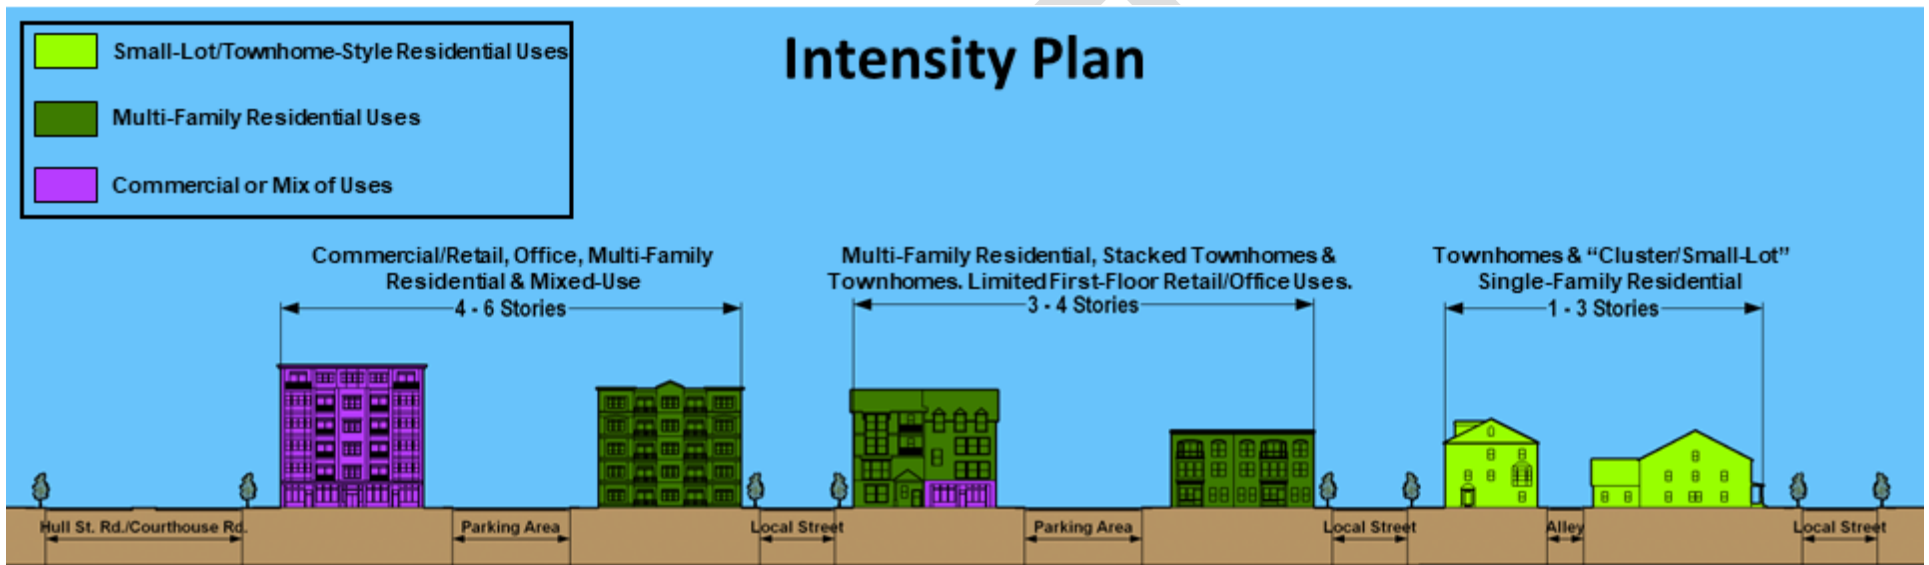 Intensity Plan
Small-Lot/Townhome-Style Residential Uses
Multi-Family Residential Uses
Commercial or Mix of Uses
Commercial/Retail, Office, Multi-Family
Residential & Mixed-Use
4 - 6 Stories
Multi-Family Residential, Stacked Townhomes &
Townhomes. Limited First-Floor Retail/Office Uses.
3 - 4 Stories
Townhomes & “Cluster/Small-Lot”
Single-Family Residential
1 - 3 Stories
Hull St. Rd./Courthouse Rd.
Parking Area
Local Street
Parking Area
Local Street
Alley
Local Street